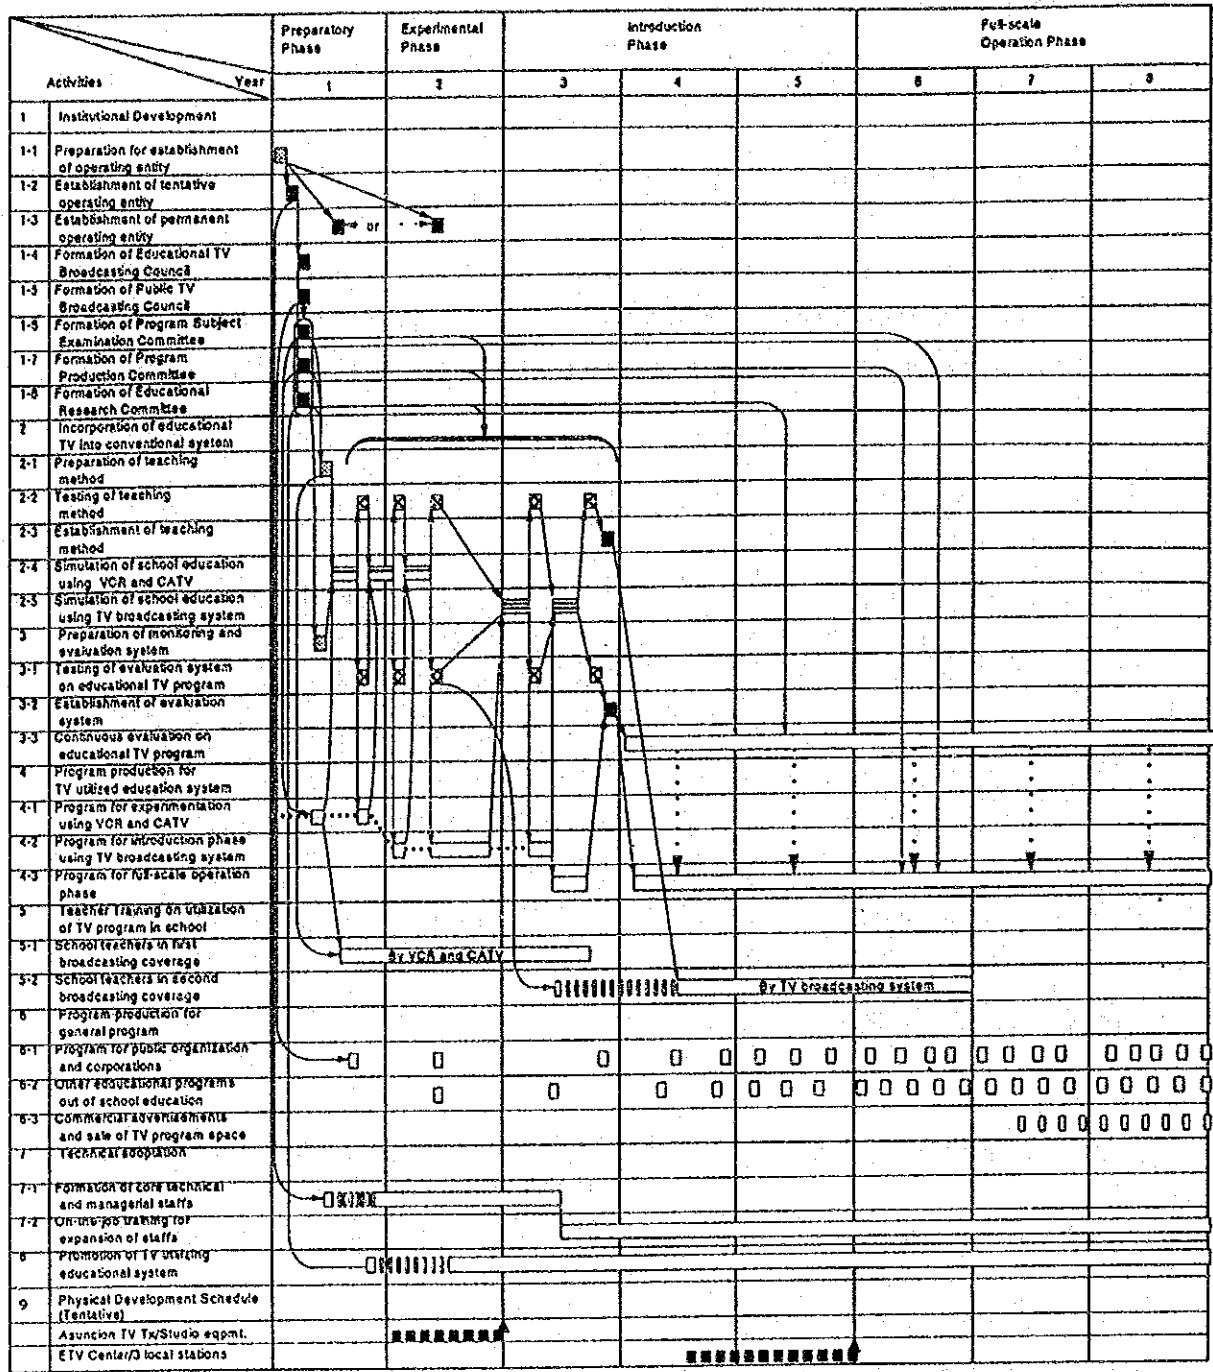 Preparatory
Phase
Experimental
Phase
Introduction
Phase
Full-scale
Operation Phase
Activities Year 1 2 3 4 5 6 7 8
1 Institutional Development
1-1 Preparation for establishment
of operating entity
1-2 Establishment of tentative
operating entity
1-3 Establishment of permanent
operating entity
or
1-4 Formation of Educational TV
Broadcasting Council
1-5 Formation of Public TV
Broadcasting Council
1-6 Formation of Program Subject
Examination Committee
1-7 Formation of Program
Production Committee
1-8 Formation of Educational
Research Committee
2 Incorporation of educational
TV into conventional system
2-1 Preparation of teaching
method
2-2 Testing of teaching
method
2-3 Establishment of teaching
method
2-4 Simulation of school education
using VCR and CATV
2-5 Simulation of school education
using TV broadcasting system
3 Preparation of monitoring and
evaluation system
3-1 Testing of evaluation system
on educational TV program
3-2 Establishment of evaluation
system
3-3 Continuous evaluation on
educational TV program
4 Program production for
TV utilized education system
4-1 Program for experimentation
using VCR and CATV
4-2 Program for introduction phase
using TV broadcasting system
4-3 Program for full-scale operation
phase
5 Teacher Training on utilization
of TV program in school
5-1 School teachers in first
broadcasting coverage
By VCR and CATV
5-2 School teachers in second
broadcasting coverage
By TV broadcasting system
6 Program production for
general program
6-1 Program for public organization
and corporations
6-2 Other eduucational programs
out of school education
6-3 Commercial advertisements
and sale of TV program space
7 Technical adoptation
7-1 Formation of core technical
and managerial staffs
7-2 On-the-job training for
expansion of staffs
8 Promotion of TV utilizing
educational system
9 Physical Development Schedule
(Tentative)
Asuncion TV Tx/Studio eqpmt.
ETV Center/3 local stations